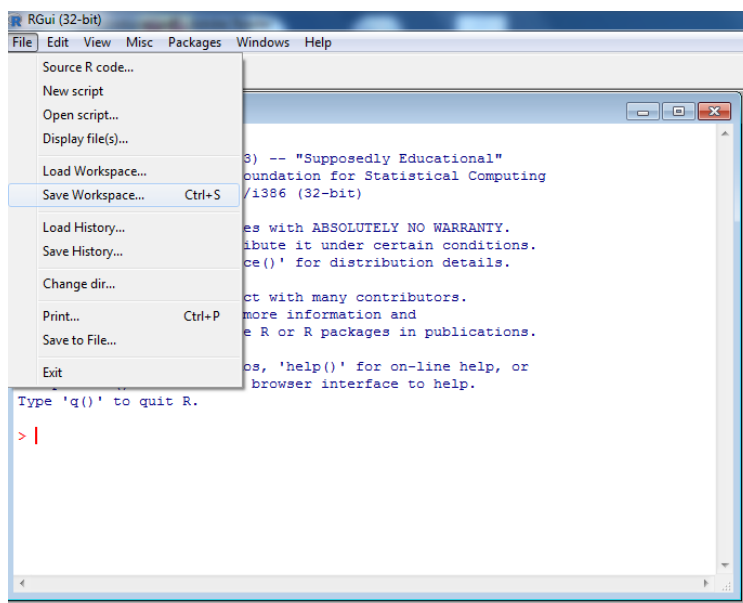 RGui (32-bit)
File Edit View Misc Packages Windows Help
Source R code...
New script
Open script...
Display file(s)...
Load Workspace...
Save Workspace... Ctrl+S
Load History...
Save History...
Change dir...
Print... Ctrl+P
Save to File...
Exit
3) -- "Supposedly Educational"
oundation for Statistical Computing
/i386 (32-bit)
es with ABSOLUTELY NO WARRANTY.
ibute it under certain conditions.
ce()' for distribution details.
ct with many contributors.
more information and
e R or R packages in publications.
os, 'help()' for on-line help, or
browser interface to help.
Type 'q()' to quit R.
>